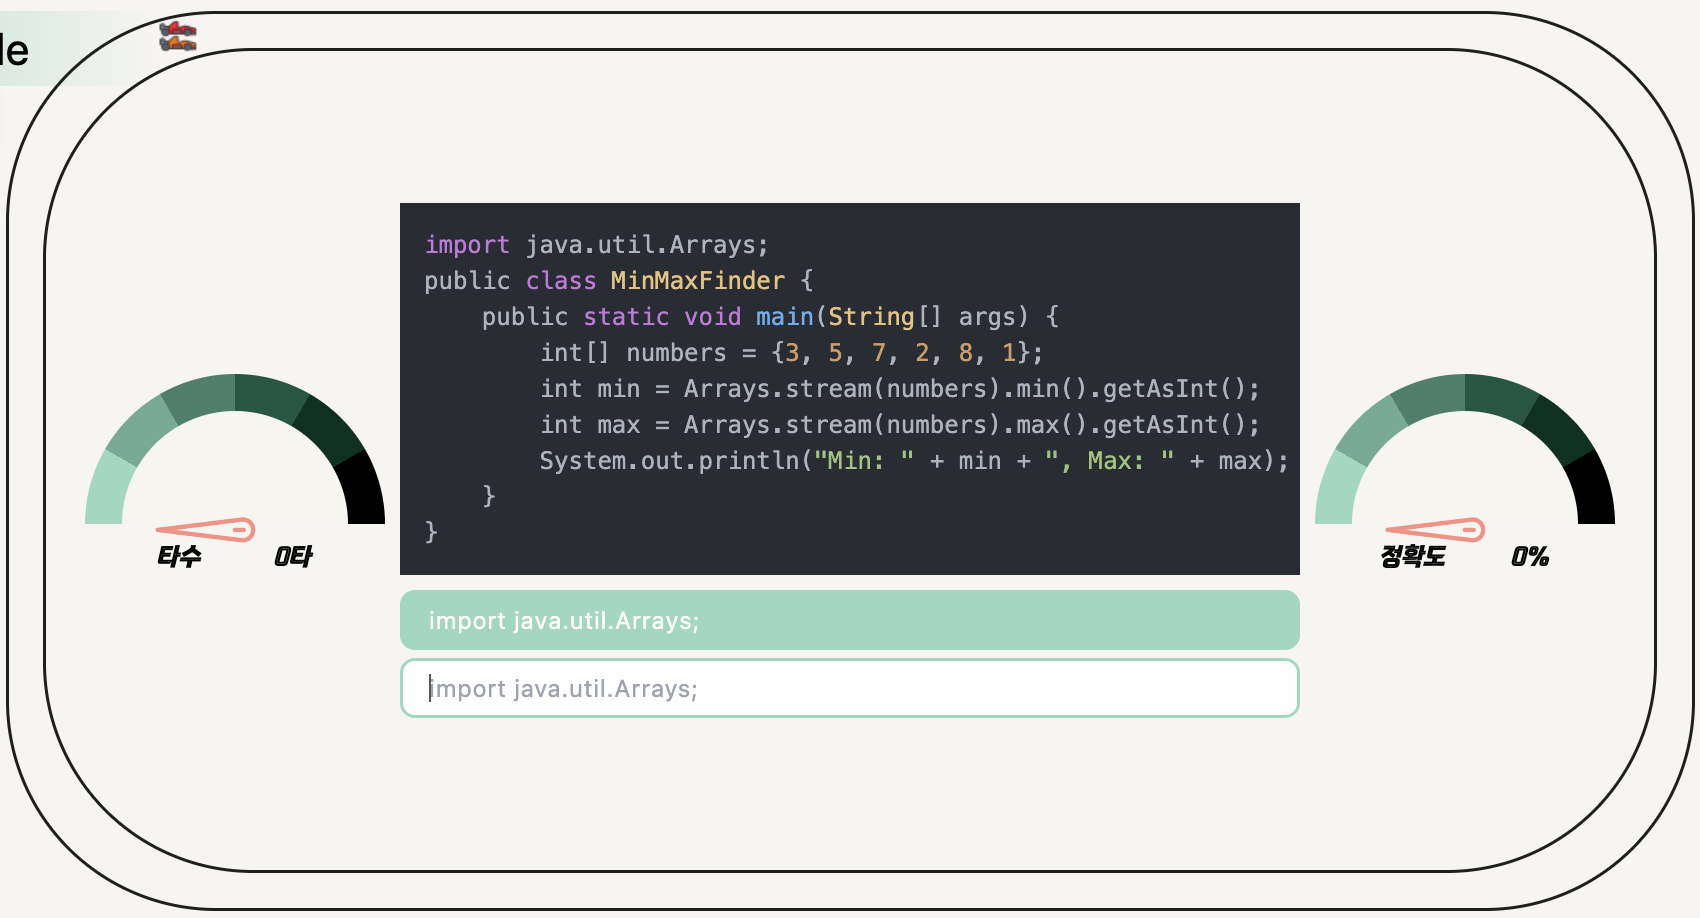 le
import java.util.Arrays;
public class MinMaxFinder {
    public static void main(String[] args) {
        int[] numbers = {3, 5, 7, 2, 8, 1};
        int min = Arrays.stream(numbers).min().getAsInt();
        int max = Arrays.stream(numbers).max().getAsInt();
        System.out.println("Min: " + min + ", Max: " + max);
    }
}
타수 0타
정확도 0%
import java.util.Arrays;
import java.util.Arrays;